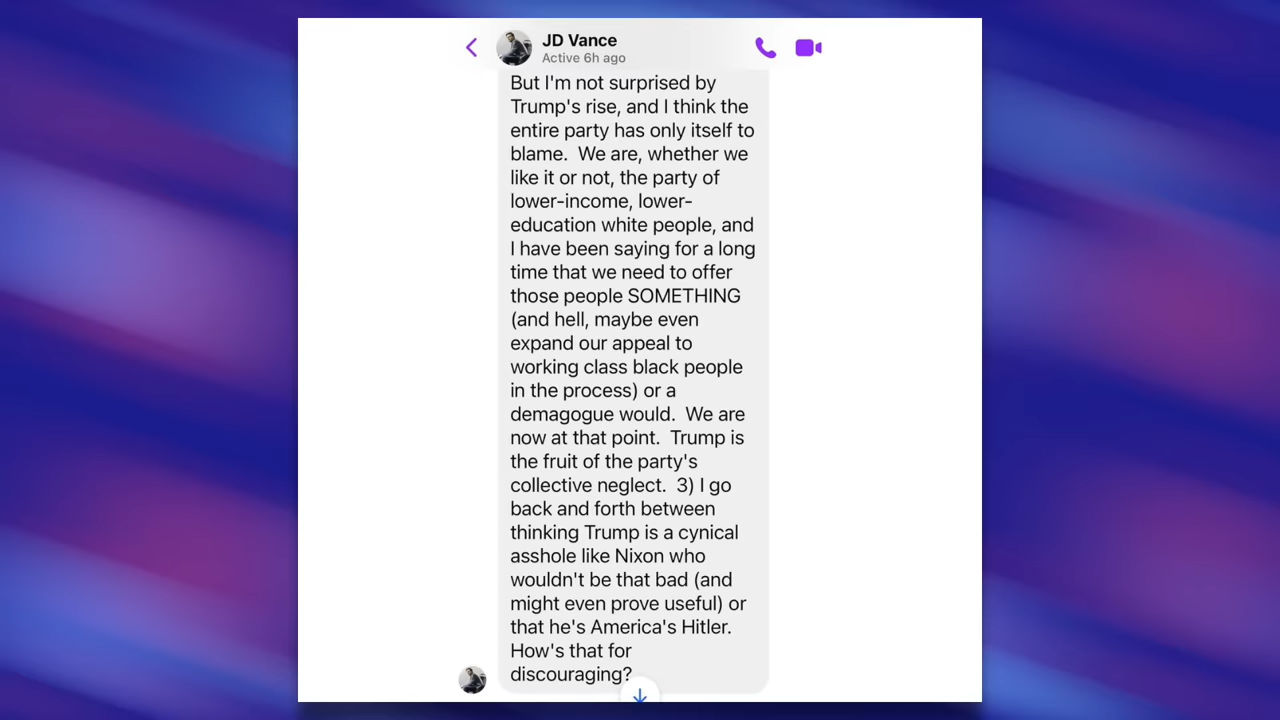 JD Vance
Active 6h ago
But I'm not surprised by
Trump's rise, and I think the
entire party has only itself to
blame.  We are, whether we
like it or not, the party of
lower-income, lower-
education white people, and
I have been saying for a long
time that we need to offer
those people SOMETHING
(and hell, maybe even
expand our appeal to
working class black people
in the process) or a
demagogue would.  We are
now at that point.  Trump is
the fruit of the party's
collective neglect.  3) I go
back and forth between
thinking Trump is a cynical
asshole like Nixon who
wouldn't be that bad (and
might even prove useful) or
that he's America's Hitler.
How's that for
discouraging?